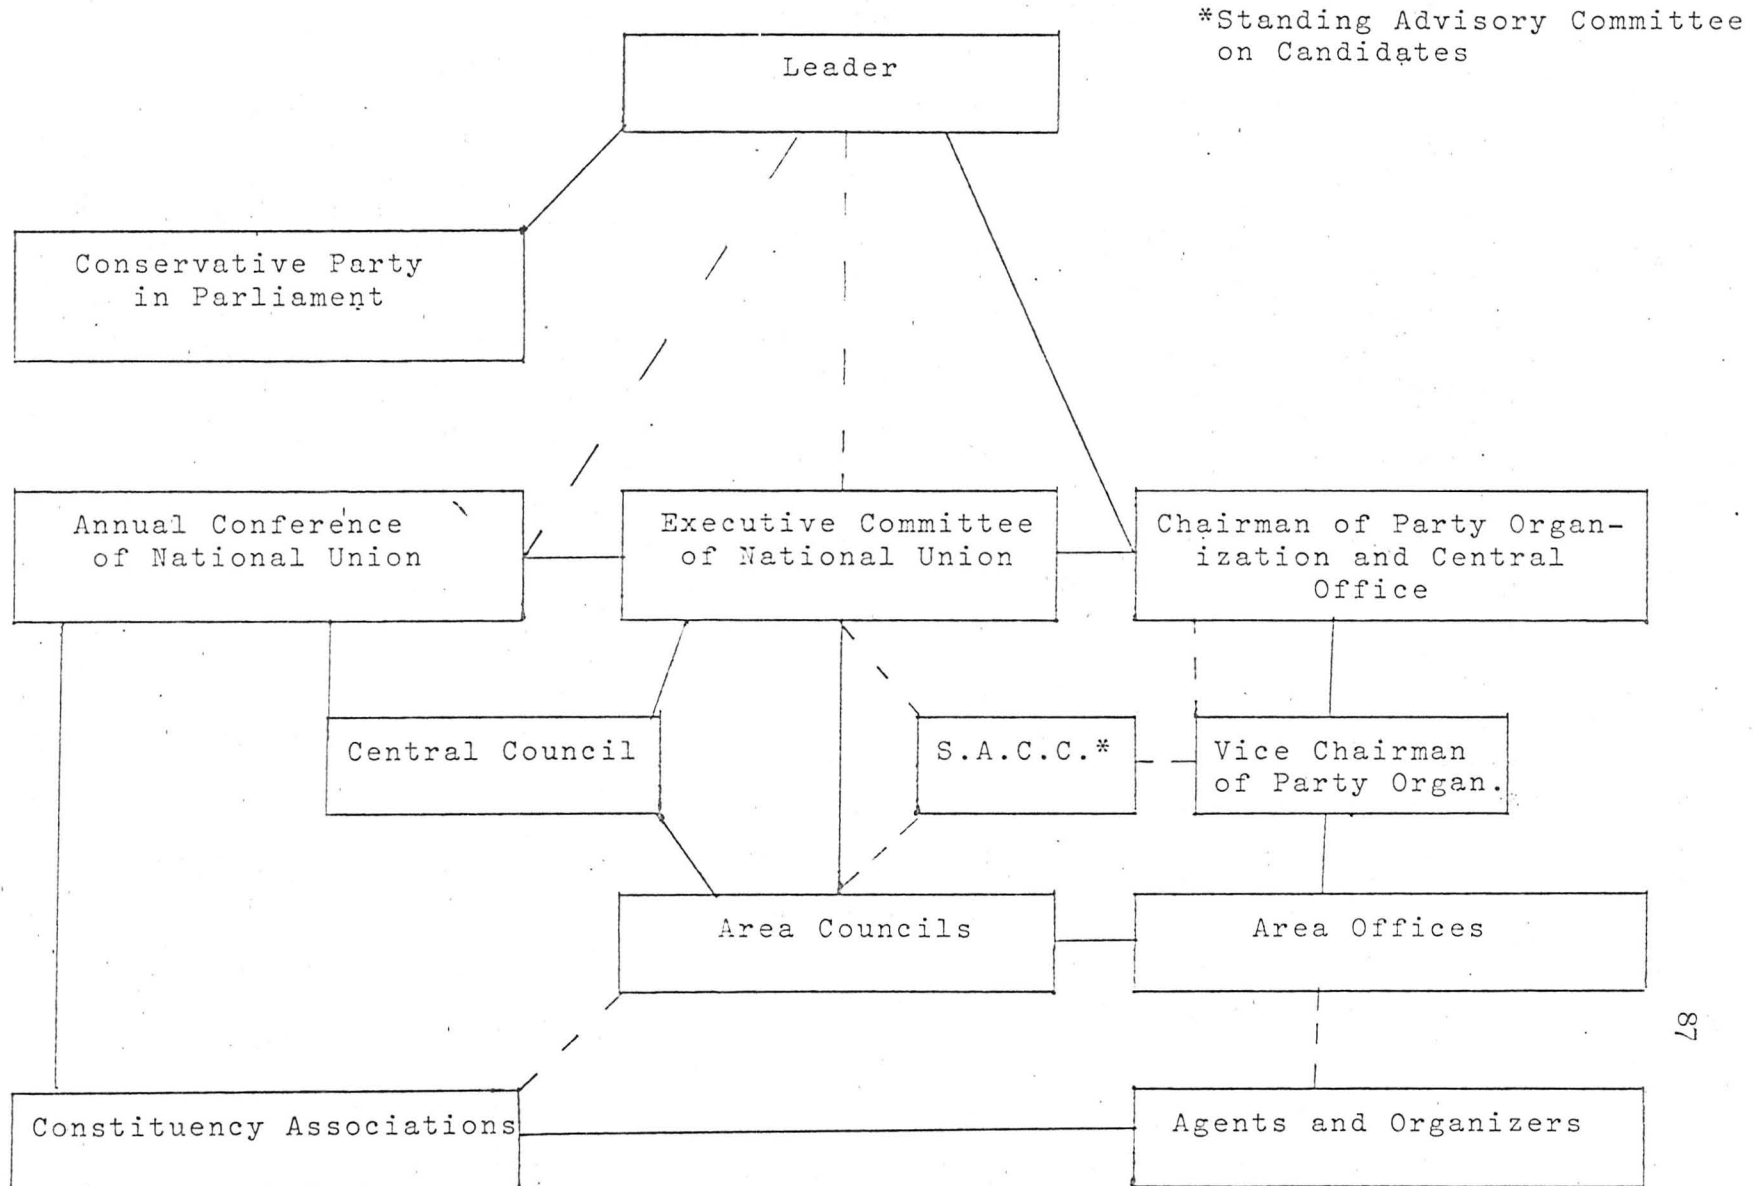 *Standing Advisory Committee
on Candidates
Leader
Conservative Party
in Parliament
Annual Conference
of National Union
Executive Committee
of National Union
Chairman of Party Organ-
ization and Central
Office
Central Council
S.A.C.C.*
Vice Chairman
of Party Organ.
Area Councils
Area Offices
87
Constituency Associations
Agents and Organizers